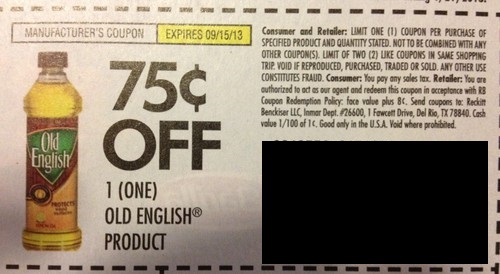 MANUFACTURER'S COUPON EXPIRES 09/15/13
75¢
OFF
1 (ONE)
OLD ENGLISH®
PRODUCT
Old
English
PROTECTS
Consumer and Retailer: LIMIT ONE (1) COUPON PER PURCHASE OF
SPECIFIED PRODUCT AND QUANTITY STATED. NOT TO BE COMBINED WITH ANY
OTHER COUPON(S). LIMIT OF TWO (2) LIKE COUPONS IN SAME SHOPPING
TRIP. VOID IF REPRODUCED, PURCHASED, TRADED OR SOLD. ANY OTHER USE
CONSTITUTES FRAUD. Consumer: You pay any sales tax. Retailer: You are
authorized to act as our agent and redeem this coupon in acceptance with RB
Coupon Redemption Policy: face value plus 8¢. Send coupons to: Reckitt
Benckiser LLC, Inmar Dept. #26600, 1 Fawcett Drive, Del Rio, TX 78840. Cash
value 1/100 of 1¢. Good only in the U.S.A. Void where prohibited.